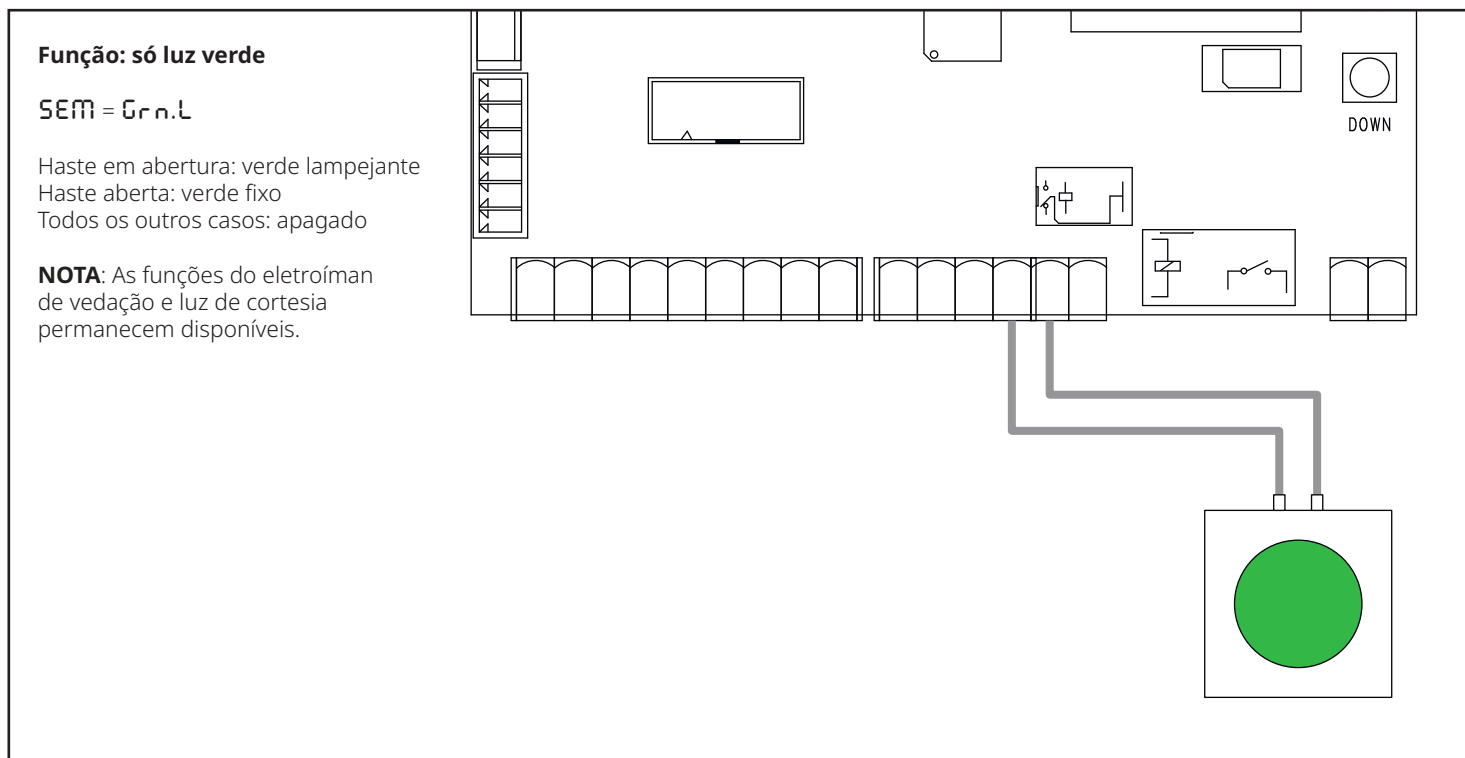 Função: só luz verde
SEM = Grn.L
Haste em abertura: verde lampejante
Haste aberta: verde fixo
Todos os outros casos: apagado
NOTA: As funções do eletroíman
de vedação e luz de cortesia
permanecem disponíveis.
DOWN